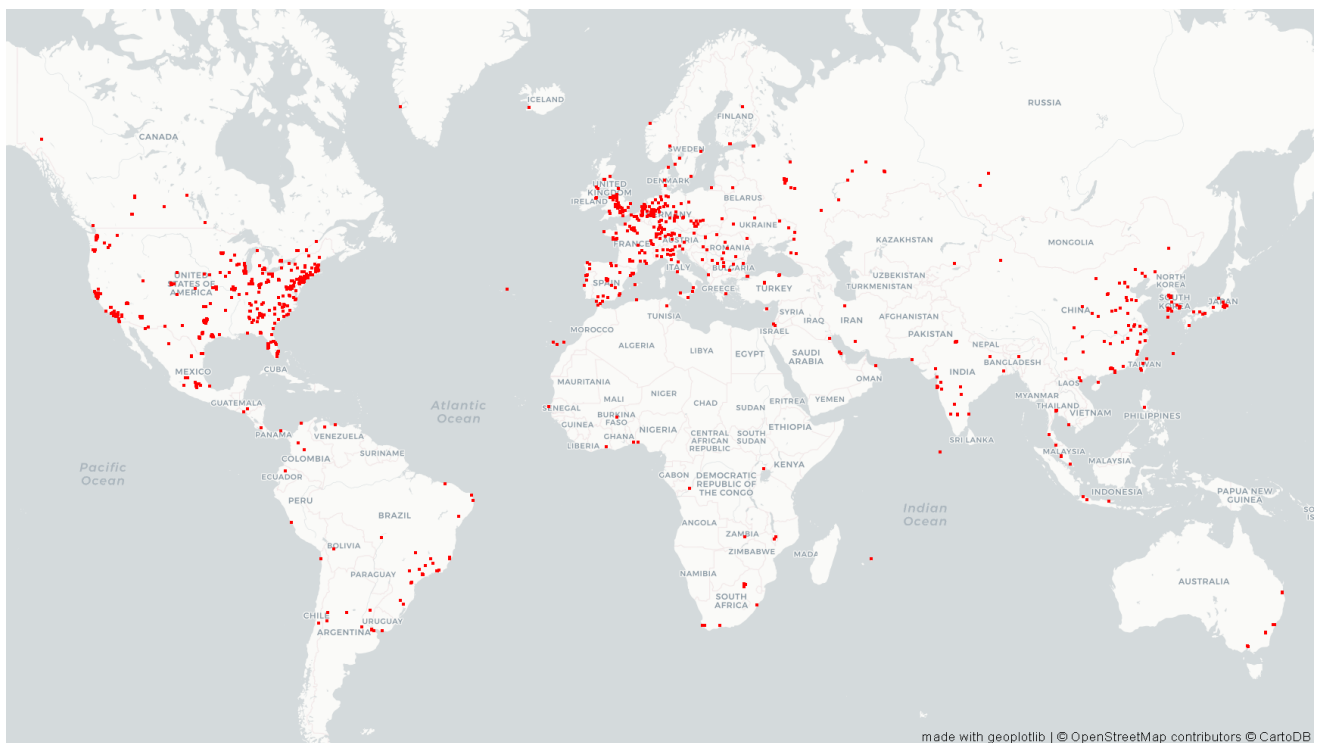 ICELAND
RUSSIA
FINLAND
CANADA
SWEDEN
DENMARK
UNITED
KINGDOM
IRELAND
BELARUS
GERMANY
UKRAINE
FRANCE
AUSTRIA
ROMANIA
KAZAKHSTAN
MONGOLIA
ITALY
BULGARIA
UNITED
STATES OF
AMERICA
SPAIN
GREECE
TURKEY
UZBEKISTAN
TURKMENISTAN
NORTH
KOREA
SOUTH
KOREA
JAPAN
CHINA
TUNISIA
SYRIA
IRAQ
IRAN
AFGHANISTAN
MOROCCO
ISRAEL
PAKISTAN
NEPAL
ALGERIA
LIBYA
EGYPT
SAUDI
ARABIA
BANGLADESH
TAIWAN
MEXICO
CUBA
INDIA
OMAN
LAOS
MAURITANIA
MALI
NIGER
CHAD
SUDAN
ERITREA
YEMEN
MYANMAR
THAILAND
VIETNAM
PHILIPPINES
GUATEMALA
Atlantic
Ocean
SENEGAL
BURKINA
FASO
GUINEA
GHANA
NIGERIA
LIBERIA
CENTRAL
AFRICAN
REPUBLIC
SOUTH
SUDAN
ETHIOPIA
SRI LANKA
PANAMA
VENEZUELA
SURINAME
COLOMBIA
MALAYSIA
MALAYSIA
Pacific
Ocean
ECUADOR
GABON
DEMOCRATIC
REPUBLIC OF
THE CONGO
KENYA
INDONESIA
PAPUA NEW
GUINEA
PERU
BRAZIL
Indian
Ocean
SO
IS
ANGOLA
ZAMBIA
BOLIVIA
ZIMBABWE
MADA
PARAGUAY
NAMIBIA
AUSTRALIA
SOUTH
AFRICA
CHILE
URUGUAY
ARGENTINA
made with geoplotlib | © OpenStreetMap contributors © CartoDB